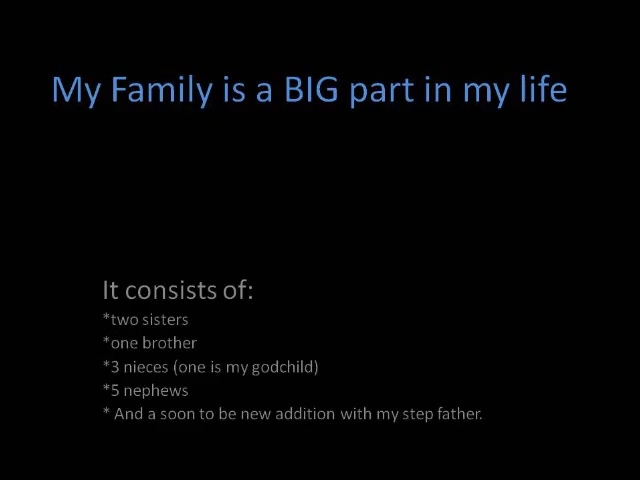 My Family is a BIG part in my life
It consists of:
*two sisters
*one brother
*3 nieces (one is my godchild)
*5 nephews
* And a soon to be new addition with my step father.